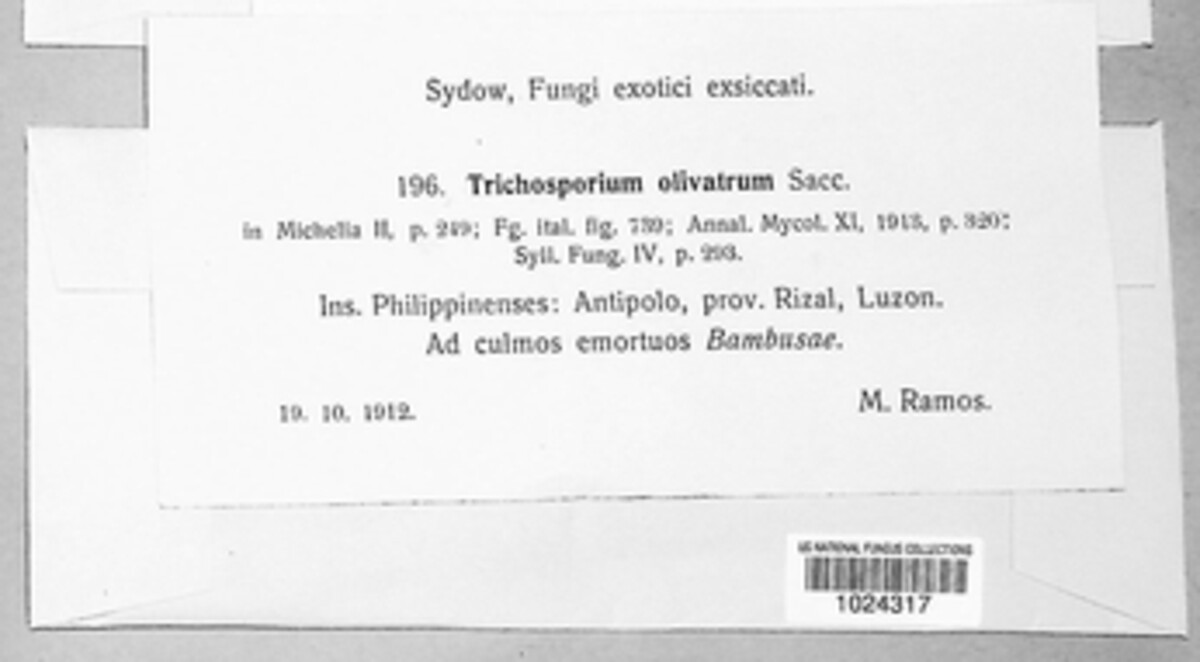 Sydow, Fungi exotici exsiccati.
196. Trichosporium olivatrum Sacc.
in Michelia II, p. 249; Fg. ital. fig. 739; Annal. Mycol. XI, 1913, p. 320;
Syll. Fung. IV, p. 293.
Ins. Philippinenses: Antipolo, prov. Rizal, Luzon.
Ad culmos emortuos Bambusae.
19. 10. 1912.
M. Ramos.
US NATIONAL FUNGUS COLLECTIONS
1024317